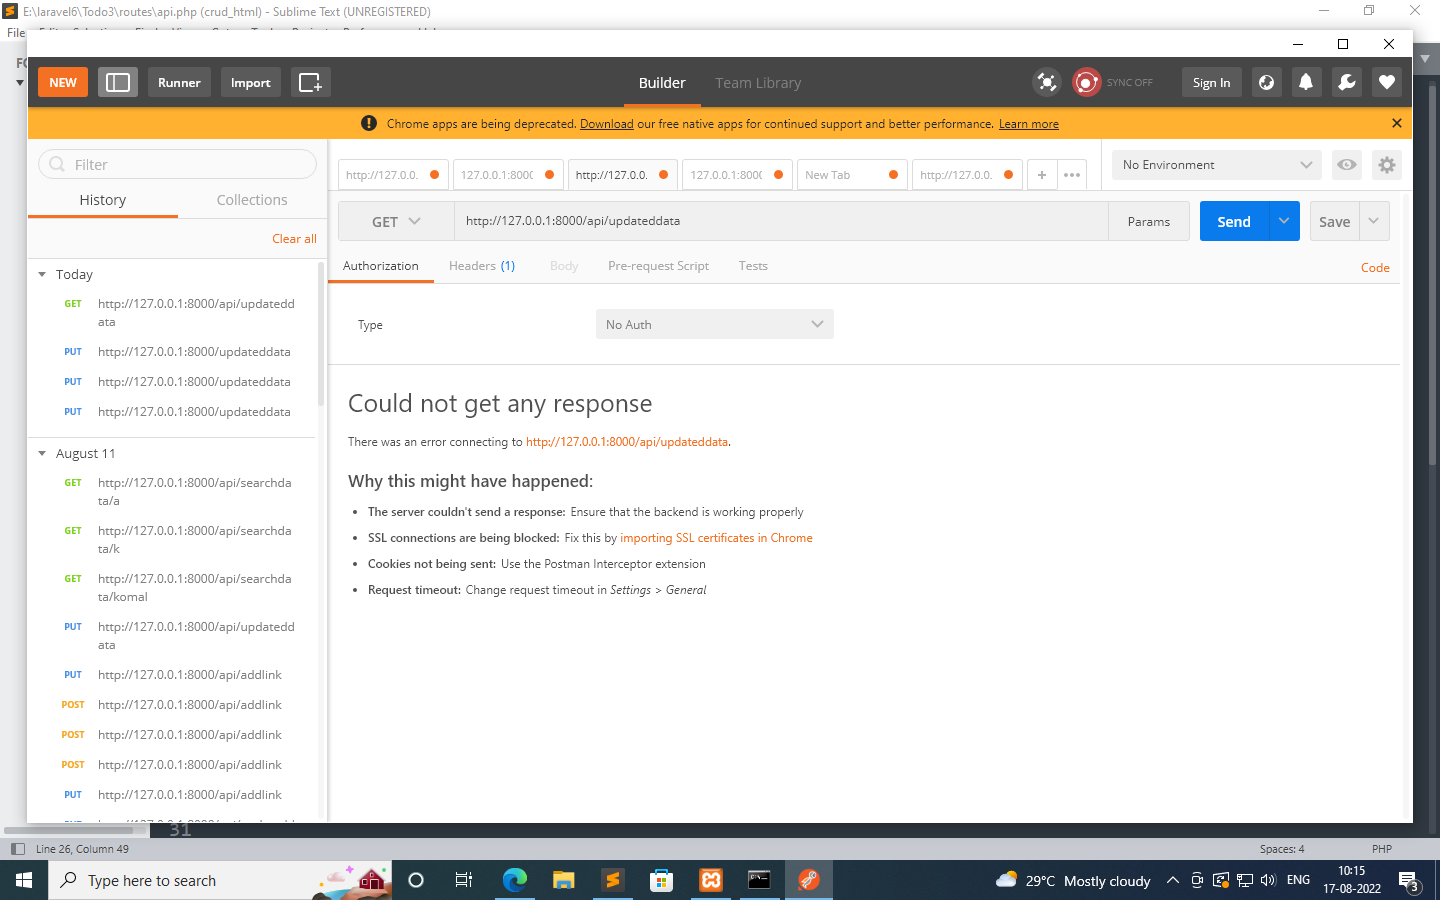 E:\laravel6\Todo3\routes\api.php (crud_html) - Sublime Text (UNREGISTERED)
File
NEW
Runner
Import
Builder
Team Library
SYNC OFF
Sign In
Chrome apps are being deprecated. Download our free native apps for continued support and better performance. Learn more
Filter
History
Collections
Clear all
http://127.0.0.
127.0.0.1:8000
http://127.0.0.
127.0.0.1:8000
New Tab
http://127.0.0.
No Environment
GET
http://127.0.0.1:8000/api/updateddata
Params
Send
Save
Authorization
Headers (1)
Body
Pre-request Script
Tests
Code
Type
No Auth
Today
GET http://127.0.0.1:8000/api/updatedd
ata
PUT http://127.0.0.1:8000/updateddata
PUT http://127.0.0.1:8000/updateddata
PUT http://127.0.0.1:8000/updateddata
August 11
GET http://127.0.0.1:8000/api/searchda
ta/a
GET http://127.0.0.1:8000/api/searchda
ta/k
GET http://127.0.0.1:8000/api/searchda
ta/komal
PUT http://127.0.0.1:8000/api/updatedd
ata
PUT http://127.0.0.1:8000/api/addlink
POST http://127.0.0.1:8000/api/addlink
POST http://127.0.0.1:8000/api/addlink
POST http://127.0.0.1:8000/api/addlink
PUT http://127.0.0.1:8000/api/addlink
Could not get any response
There was an error connecting to http://127.0.0.1:8000/api/updateddata.
Why this might have happened:
• The server couldn't send a response: Ensure that the backend is working properly
• SSL connections are being blocked: Fix this by importing SSL certificates in Chrome
• Cookies not being sent: Use the Postman Interceptor extension
• Request timeout: Change request timeout in Settings > General
31
Line 26, Column 49
Spaces: 4
PHP
Type here to search
29°C Mostly cloudy
ENG
10:15
17-08-2022
3